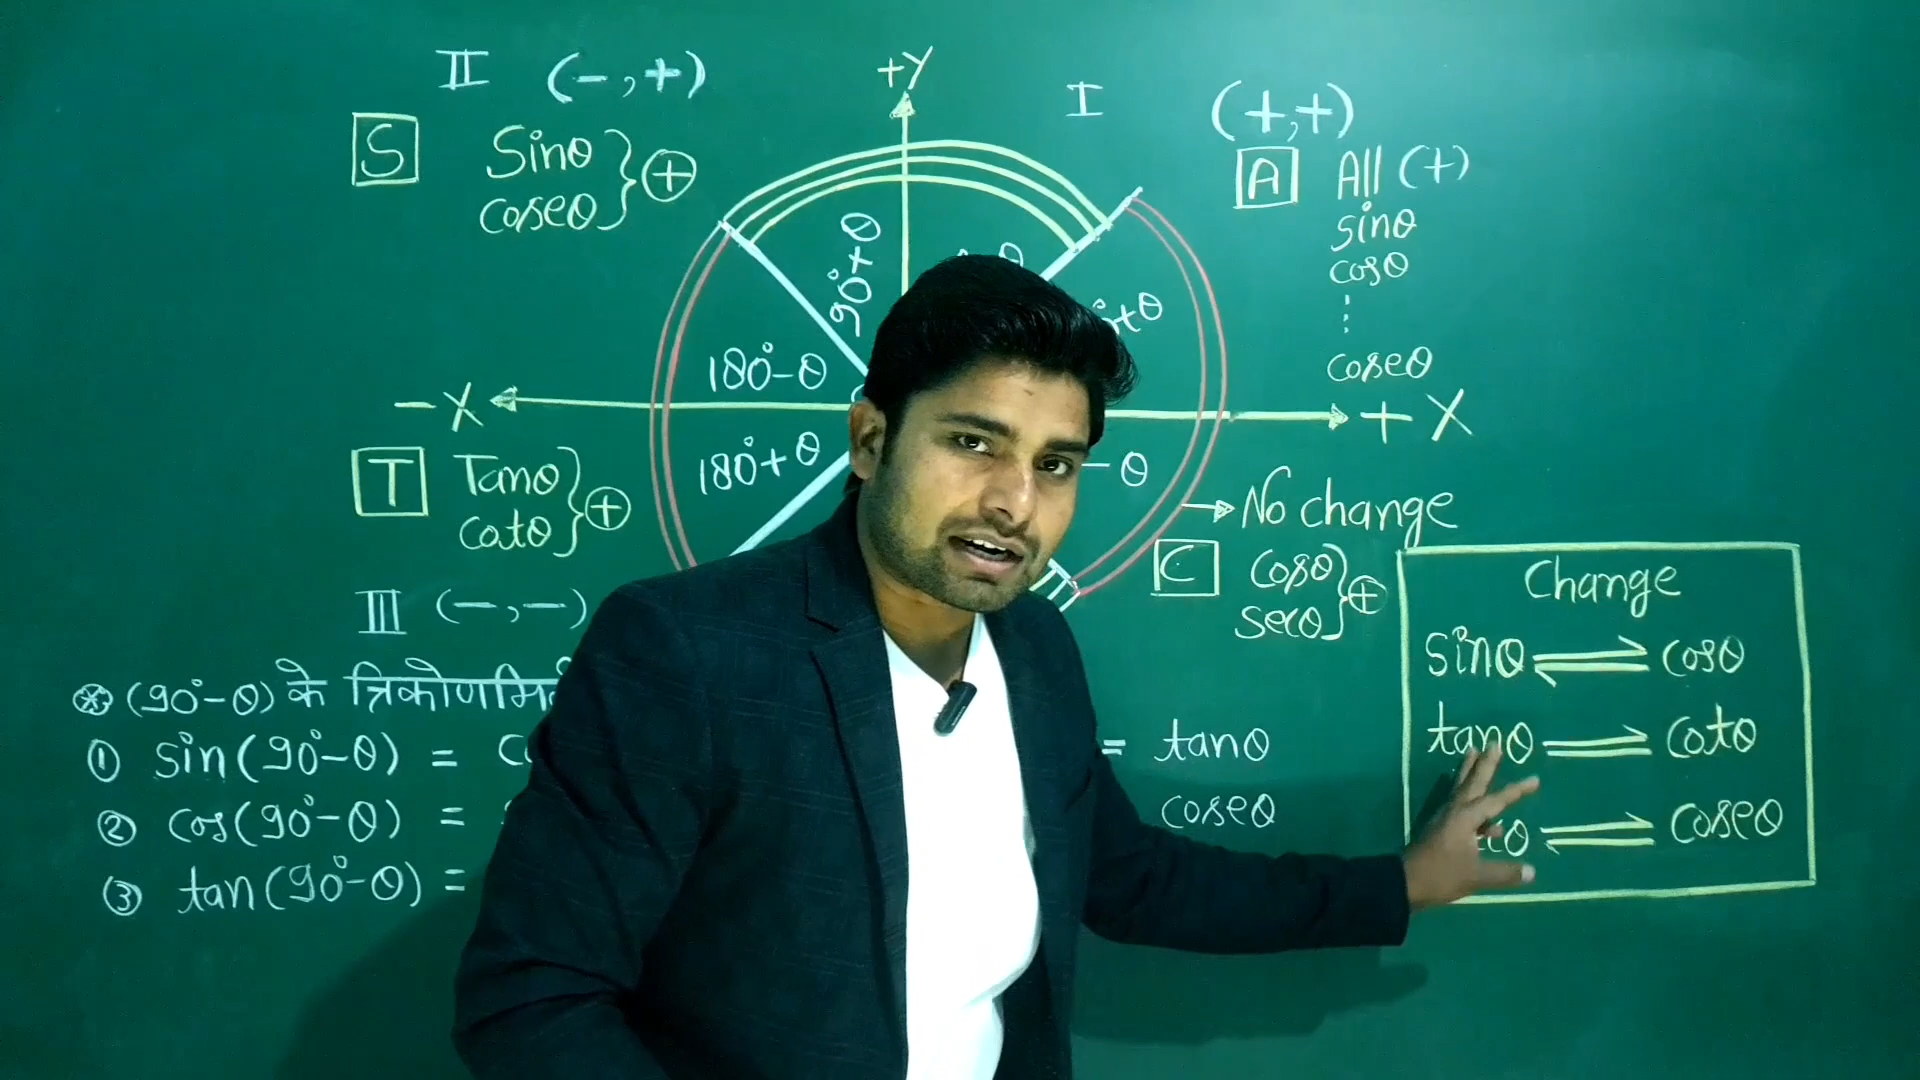 II (-,+)
+Y
I (+,+)
S Sinθ
cosecθ } ⊕
A All (+)
sinθ
cosθ
⋮
cosecθ
90°+θ
180°-θ
-X
+X
180°+θ
-θ
T Tanθ
cotθ } ⊕
→ No change
C cosθ
secθ } ⊕
III (-,-)
Change
sinθ ⇌ cosθ
tanθ ⇌ cotθ
cosecθ
(90°-θ) के
① sin(90°-θ) =
② cos(90°-θ) =
③ tan(90°-θ) =
= tanθ
cosecθ